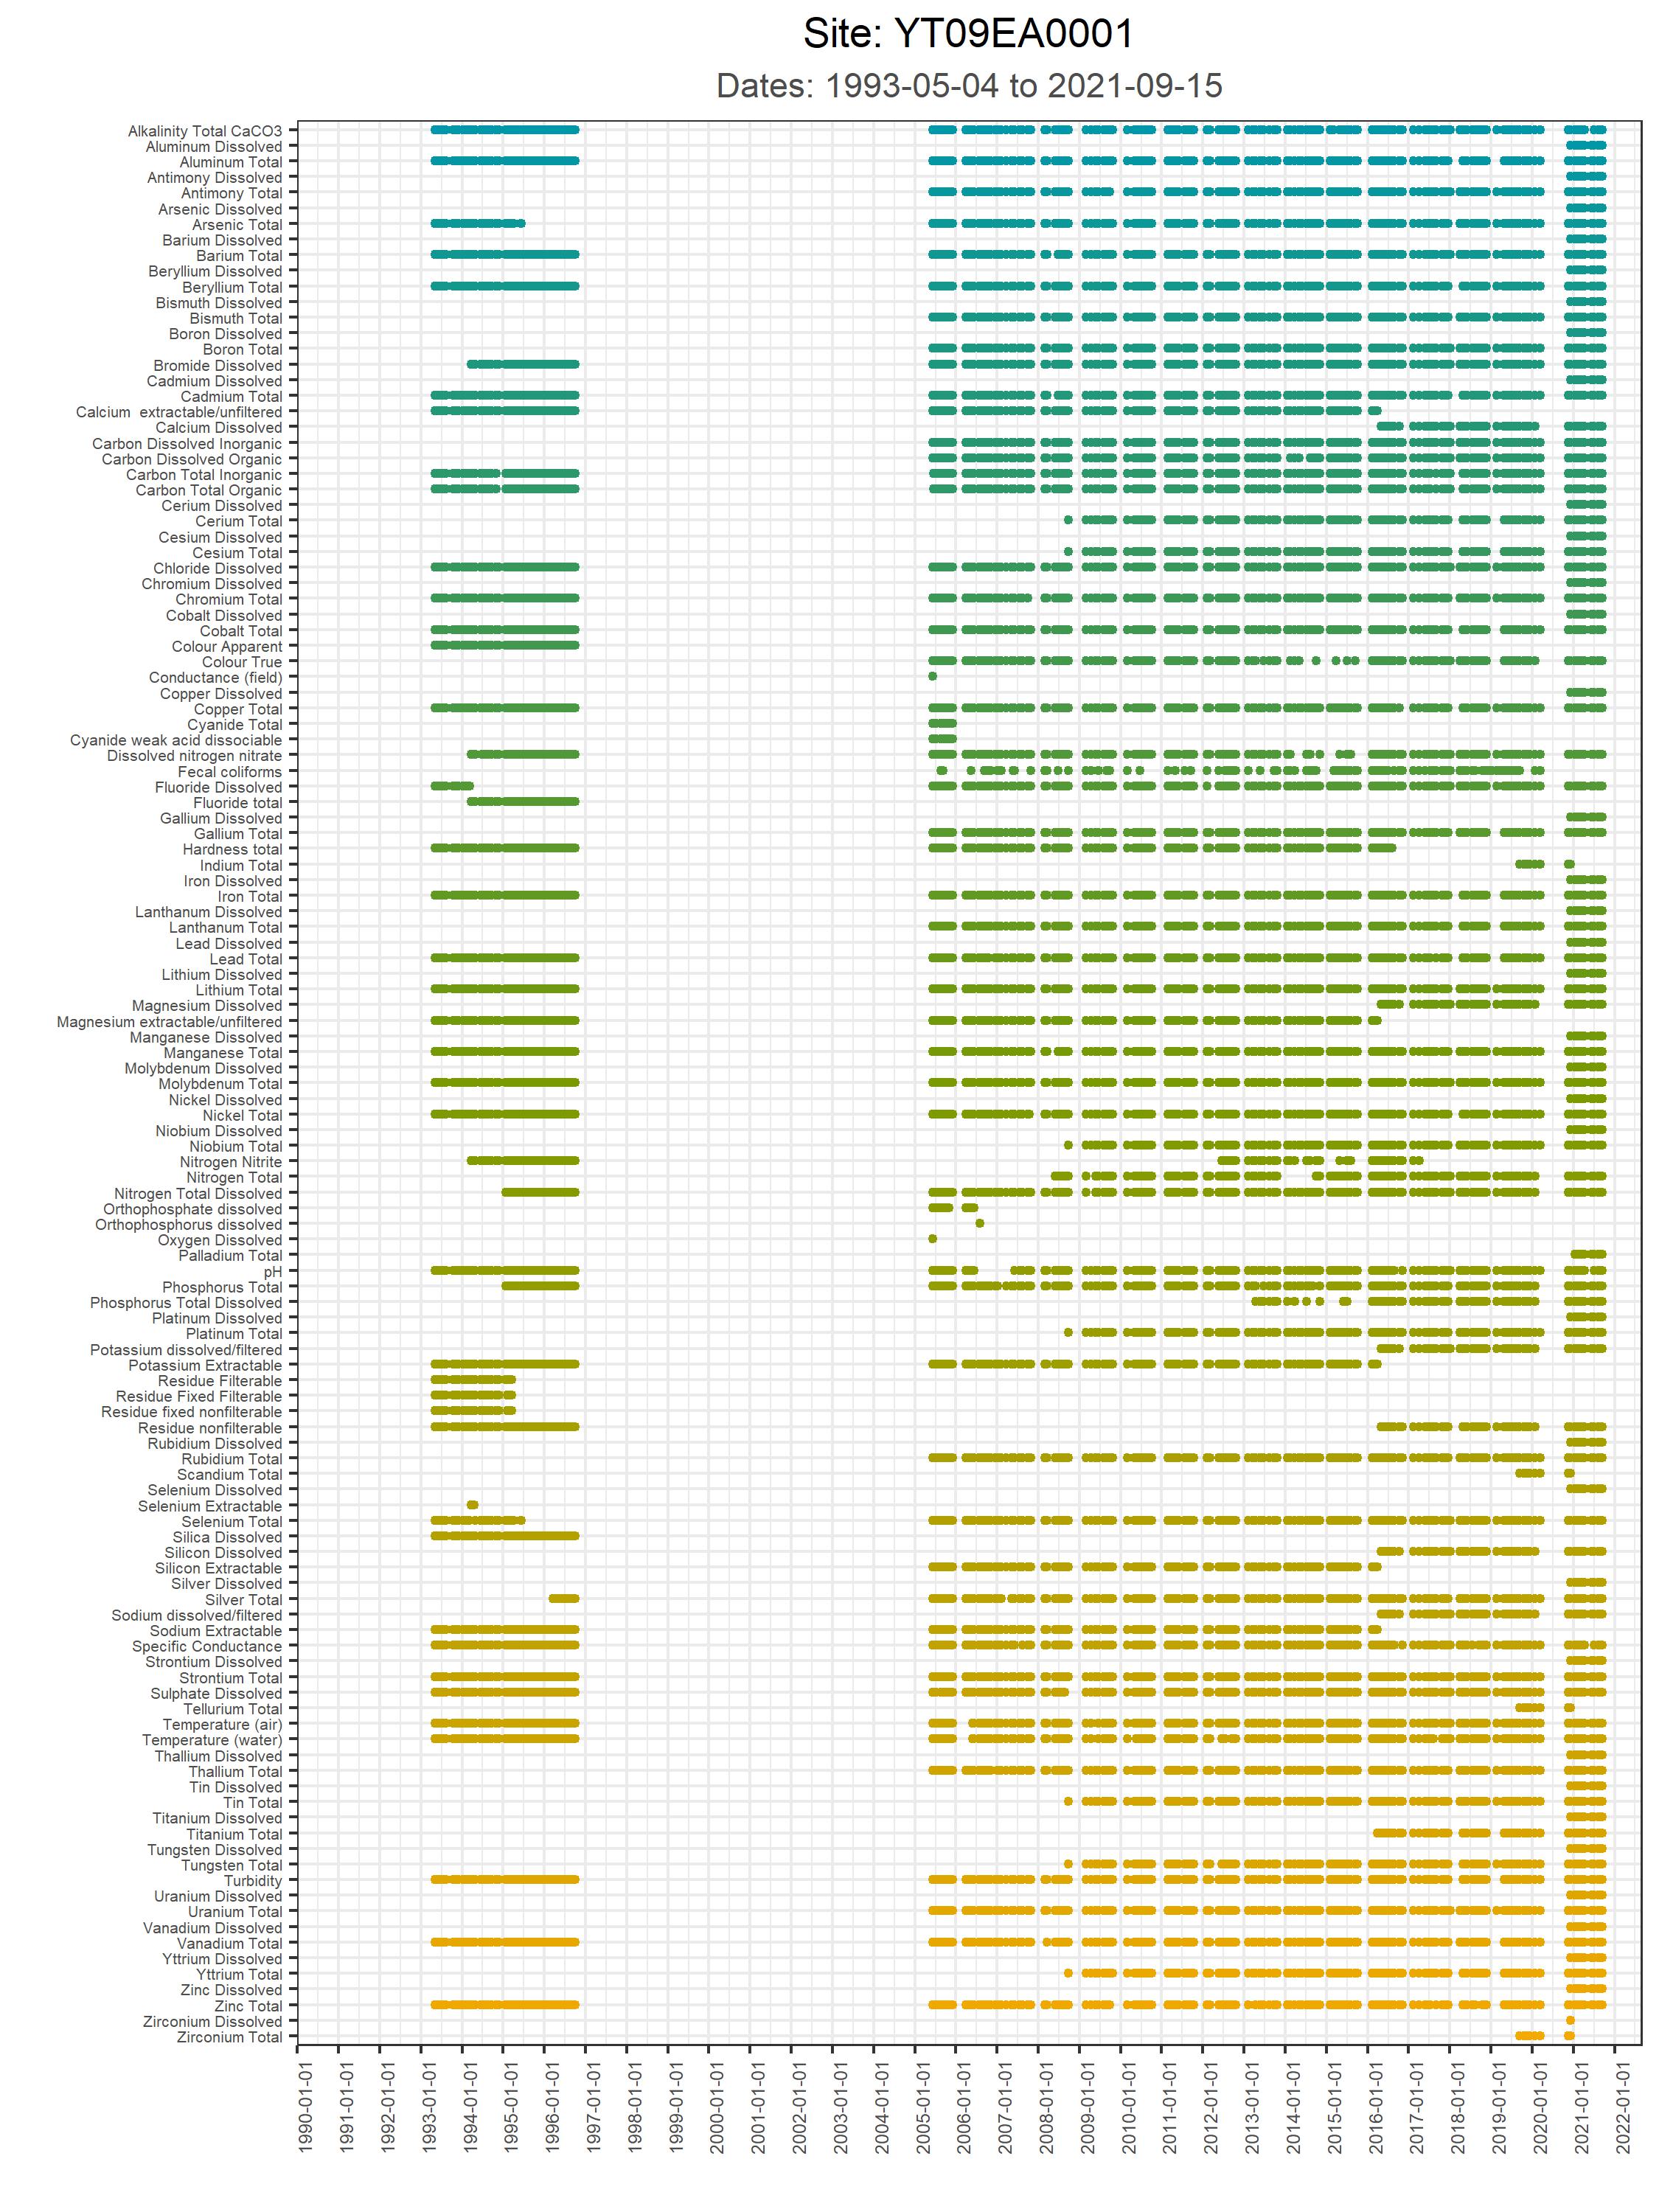 Site: YT09EA0001
Dates: 1993-05-04 to 2021-09-15
Alkalinity Total CaCO3
Aluminum Dissolved
Aluminum Total
Antimony Dissolved
Antimony Total
Arsenic Dissolved
Arsenic Total
Barium Dissolved
Barium Total
Beryllium Dissolved
Beryllium Total
Bismuth Dissolved
Bismuth Total
Boron Dissolved
Boron Total
Bromide Dissolved
Cadmium Dissolved
Cadmium Total
Calcium  extractable/unfiltered
Calcium Dissolved
Carbon Dissolved Inorganic
Carbon Dissolved Organic
Carbon Total Inorganic
Carbon Total Organic
Cerium Dissolved
Cerium Total
Cesium Dissolved
Cesium Total
Chloride Dissolved
Chromium Dissolved
Chromium Total
Cobalt Dissolved
Cobalt Total
Colour Apparent
Colour True
Conductance (field)
Copper Dissolved
Copper Total
Cyanide Total
Cyanide weak acid dissociable
Dissolved nitrogen nitrate
Fecal coliforms
Fluoride Dissolved
Fluoride total
Gallium Dissolved
Gallium Total
Hardness total
Indium Total
Iron Dissolved
Iron Total
Lanthanum Dissolved
Lanthanum Total
Lead Dissolved
Lead Total
Lithium Dissolved
Lithium Total
Magnesium Dissolved
Magnesium extractable/unfiltered
Manganese Dissolved
Manganese Total
Molybdenum Dissolved
Molybdenum Total
Nickel Dissolved
Nickel Total
Niobium Dissolved
Niobium Total
Nitrogen Nitrite
Nitrogen Total
Nitrogen Total Dissolved
Orthophosphate dissolved
Orthophosphorus dissolved
Oxygen Dissolved
Palladium Total
pH
Phosphorus Total
Phosphorus Total Dissolved
Platinum Dissolved
Platinum Total
Potassium dissolved/filtered
Potassium Extractable
Residue Filterable
Residue Fixed Filterable
Residue fixed nonfilterable
Residue nonfilterable
Rubidium Dissolved
Rubidium Total
Scandium Total
Selenium Dissolved
Selenium Extractable
Selenium Total
Silica Dissolved
Silicon Dissolved
Silicon Extractable
Silver Dissolved
Silver Total
Sodium dissolved/filtered
Sodium Extractable
Specific Conductance
Strontium Dissolved
Strontium Total
Sulphate Dissolved
Tellurium Total
Temperature (air)
Temperature (water)
Thallium Dissolved
Thallium Total
Tin Dissolved
Tin Total
Titanium Dissolved
Titanium Total
Tungsten Dissolved
Tungsten Total
Turbidity
Uranium Dissolved
Uranium Total
Vanadium Dissolved
Vanadium Total
Yttrium Dissolved
Yttrium Total
Zinc Dissolved
Zinc Total
Zirconium Dissolved
Zirconium Total
1990-01-01
1991-01-01
1992-01-01
1993-01-01
1994-01-01
1995-01-01
1996-01-01
1997-01-01
1998-01-01
1999-01-01
2000-01-01
2001-01-01
2002-01-01
2003-01-01
2004-01-01
2005-01-01
2006-01-01
2007-01-01
2008-01-01
2009-01-01
2010-01-01
2011-01-01
2012-01-01
2013-01-01
2014-01-01
2015-01-01
2016-01-01
2017-01-01
2018-01-01
2019-01-01
2020-01-01
2021-01-01
2022-01-01